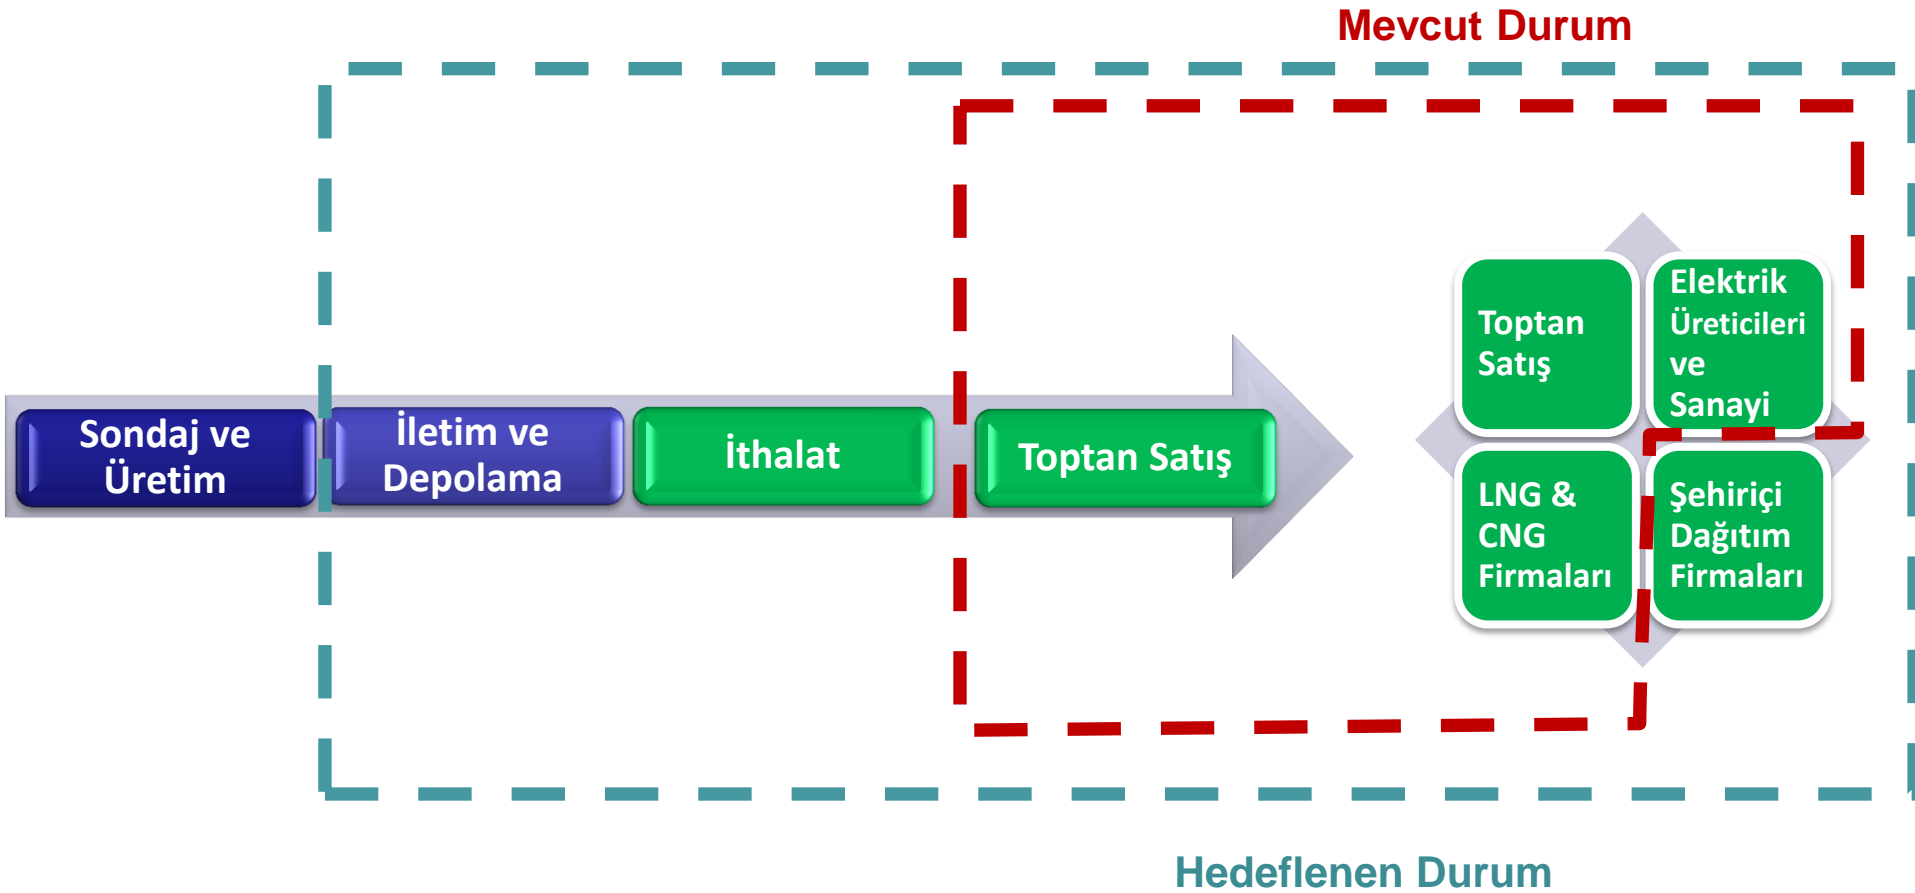 Mevcut Durum
Sondaj ve
Üretim
İletim ve
Depolama
İthalat
Toptan Satış
Toptan
Satış
Elektrik
Üreticileri
ve
Sanayi
LNG &
CNG
Firmaları
Şehiriçi
Dağıtım
Firmaları
Hedeflenen Durum